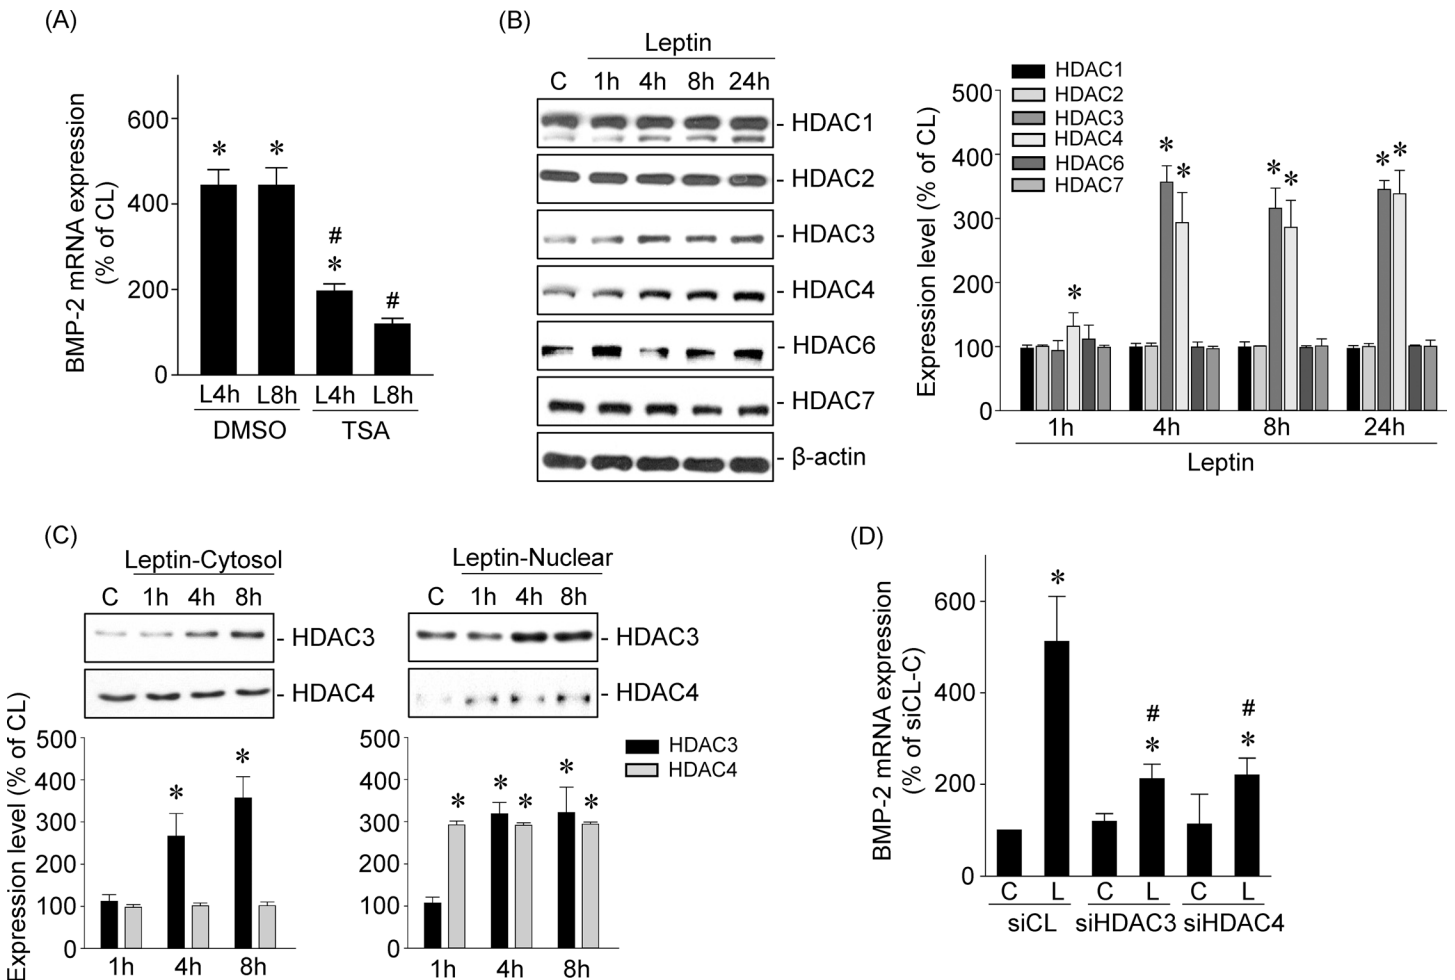 (A)
BMP-2 mRNA expression
(% of CL)
600
400
200
0
* * # * #
L4h L8h L4h L8h
DMSO TSA
(B)
Leptin
C 1h 4h 8h 24h
- HDAC1
- HDAC2
- HDAC3
- HDAC4
- HDAC6
- HDAC7
- β-actin
Expression level (% of CL)
500
400
300
200
100
0
HDAC1
HDAC2
HDAC3
HDAC4
HDAC6
HDAC7
* * * * * * *
1h 4h 8h 24h
Leptin
(C)
Leptin-Cytosol
C 1h 4h 8h
- HDAC3
- HDAC4
Expression level (% of CL)
500
400
300
200
100
0
* *
1h 4h 8h
Leptin-Nuclear
C 1h 4h 8h
- HDAC3
- HDAC4
500
400
300
200
100
0
* * * * *
1h 4h 8h
HDAC3
HDAC4
(D)
BMP-2 mRNA expression
(% of siCL-C)
600
400
200
0
* # * # *
C L C L C L
siCL siHDAC3 siHDAC4